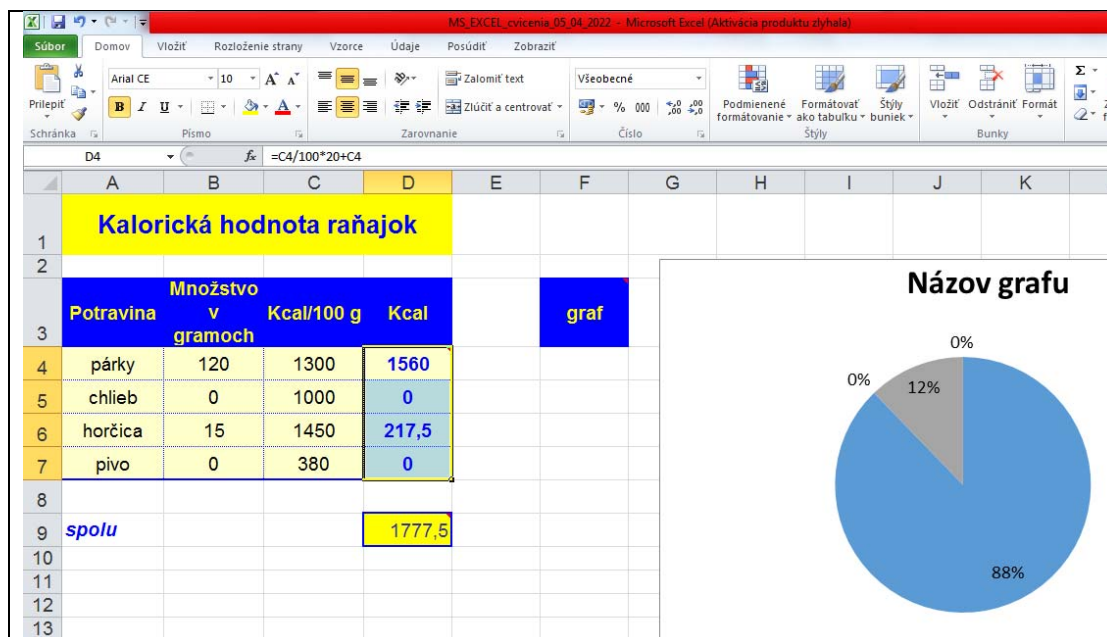 MS_EXCEL_cvicenia_05_04_2022 - Microsoft Excel (Aktivácia produktu zlyhala)
Súbor Domov Vložiť Rozloženie strany Vzorce Údaje Posúdiť Zobraziť
Arial CE 10 Zalomiť text Všeobecné
Prilepiť B I U A Zlúčiť a centrovať % 000 Podmienené formátovanie Formátovať ako tabuľku Štýly buniek Vložiť Odstrániť Formát
Schránka Písmo Zarovnanie Číslo Štýly Bunky
D4 fx =C4/100*20+C4
A B C D E F G H I J K
1 Kalorická hodnota raňajok
2
3 Potravina Množstvo v gramoch Kcal/100 g Kcal graf
4 párky 120 1300 1560
5 chlieb 0 1000 0
6 horčica 15 1450 217,5
7 pivo 0 380 0
8
9 spolu 1777,5
10
11
12
13
Názov grafu
0%
0%
12%
88%